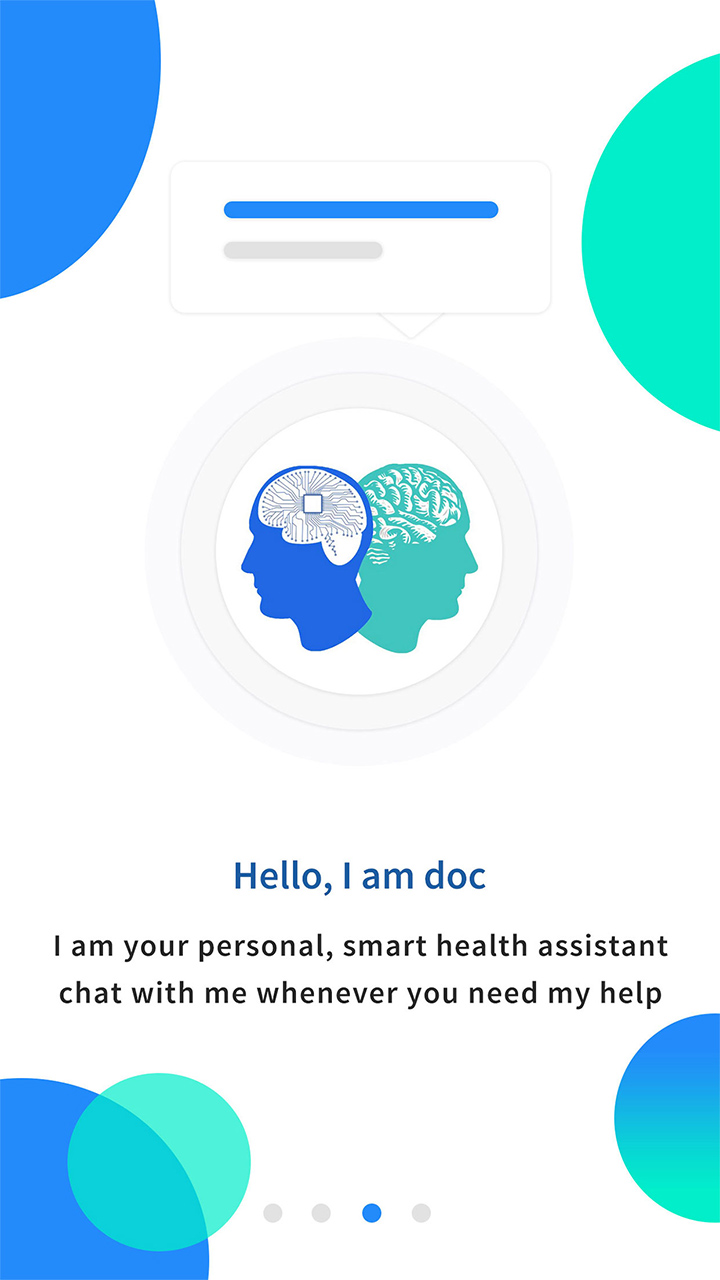 Hello, I am doc
I am your personal, smart health assistant
chat with me whenever you need my help